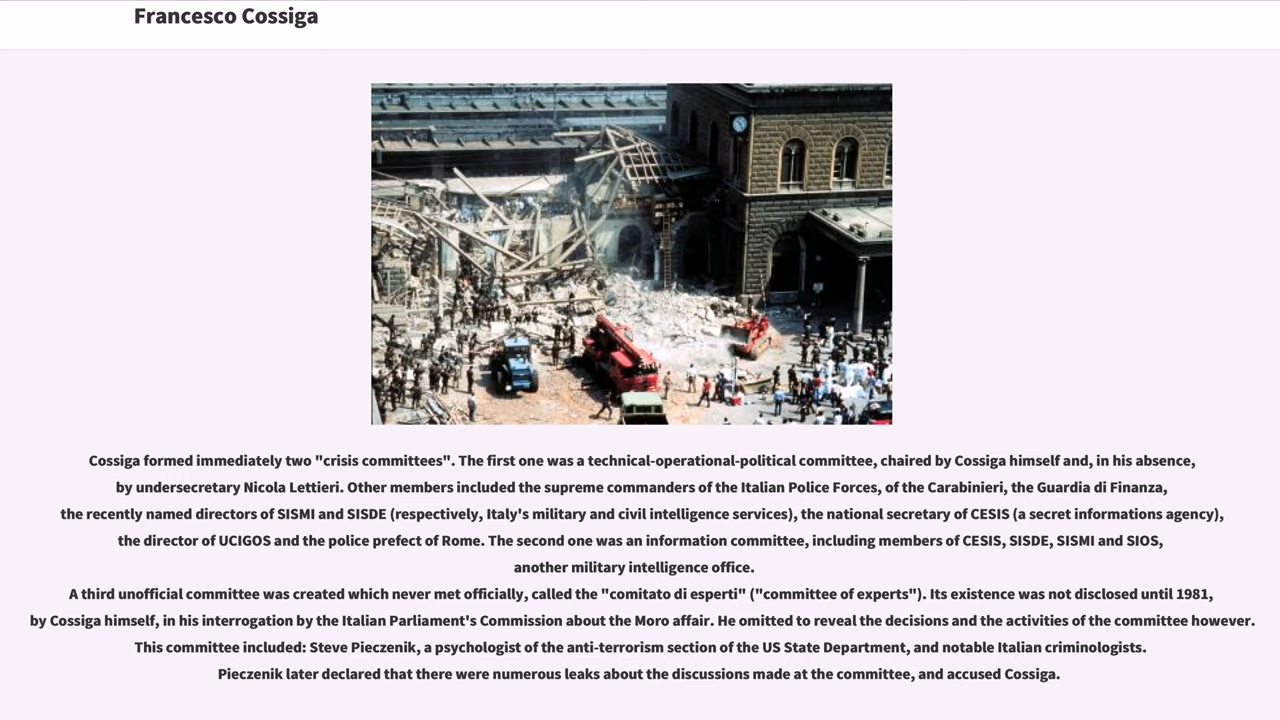 Francesco Cossiga
Cossiga formed immediately two "crisis committees". The first one was a technical-operational-political committee, chaired by Cossiga himself and, in his absence,
by undersecretary Nicola Lettieri. Other members included the supreme commanders of the Italian Police Forces, of the Carabinieri, the Guardia di Finanza,
the recently named directors of SISMI and SISDE (respectively, Italy's military and civil intelligence services), the national secretary of CESIS (a secret informations agency),
the director of UCIGOS and the police prefect of Rome. The second one was an information committee, including members of CESIS, SISDE, SISMI and SIOS,
another military intelligence office.
A third unofficial committee was created which never met officially, called the "comitato di esperti" ("committee of experts"). Its existence was not disclosed until 1981,
by Cossiga himself, in his interrogation by the Italian Parliament's Commission about the Moro affair. He omitted to reveal the decisions and the activities of the committee however.
This committee included: Steve Pieczenik, a psychologist of the anti-terrorism section of the US State Department, and notable Italian criminologists.
Pieczenik later declared that there were numerous leaks about the discussions made at the committee, and accused Cossiga.